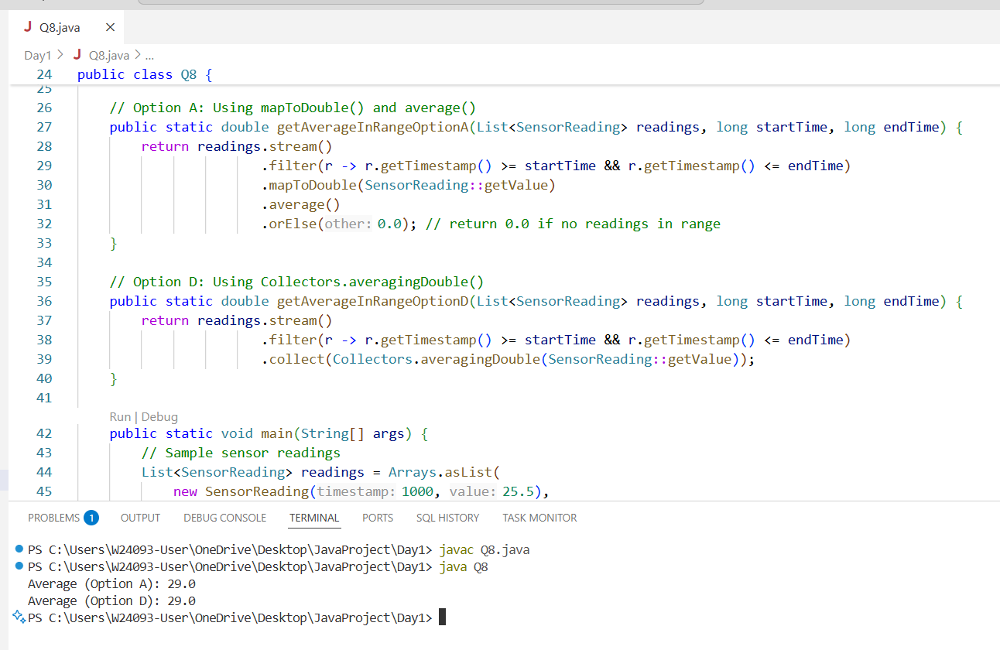 J Q8.java
Day1 > J Q8.java > ...
24 public class Q8 {
25
26 // Option A: Using mapToDouble() and average()
27 public static double getAverageInRangeOptionA(List<SensorReading> readings, long startTime, long endTime) {
28 return readings.stream()
29 .filter(r -> r.getTimestamp() >= startTime && r.getTimestamp() <= endTime)
30 .mapToDouble(SensorReading::getValue)
31 .average()
32 .orElse(other: 0.0); // return 0.0 if no readings in range
33 }
34
35 // Option D: Using Collectors.averagingDouble()
36 public static double getAverageInRangeOptionD(List<SensorReading> readings, long startTime, long endTime) {
37 return readings.stream()
38 .filter(r -> r.getTimestamp() >= startTime && r.getTimestamp() <= endTime)
39 .collect(Collectors.averagingDouble(SensorReading::getValue));
40 }
41
Run | Debug
42 public static void main(String[] args) {
43 // Sample sensor readings
44 List<SensorReading> readings = Arrays.asList(
45 new SensorReading(timestamp: 1000, value: 25.5),
PROBLEMS 1 OUTPUT DEBUG CONSOLE TERMINAL PORTS SQL HISTORY TASK MONITOR
PS C:\Users\W24093-User\OneDrive\Desktop\JavaProject\Day1> javac Q8.java
PS C:\Users\W24093-User\OneDrive\Desktop\JavaProject\Day1> java Q8
Average (Option A): 29.0
Average (Option D): 29.0
PS C:\Users\W24093-User\OneDrive\Desktop\JavaProject\Day1>